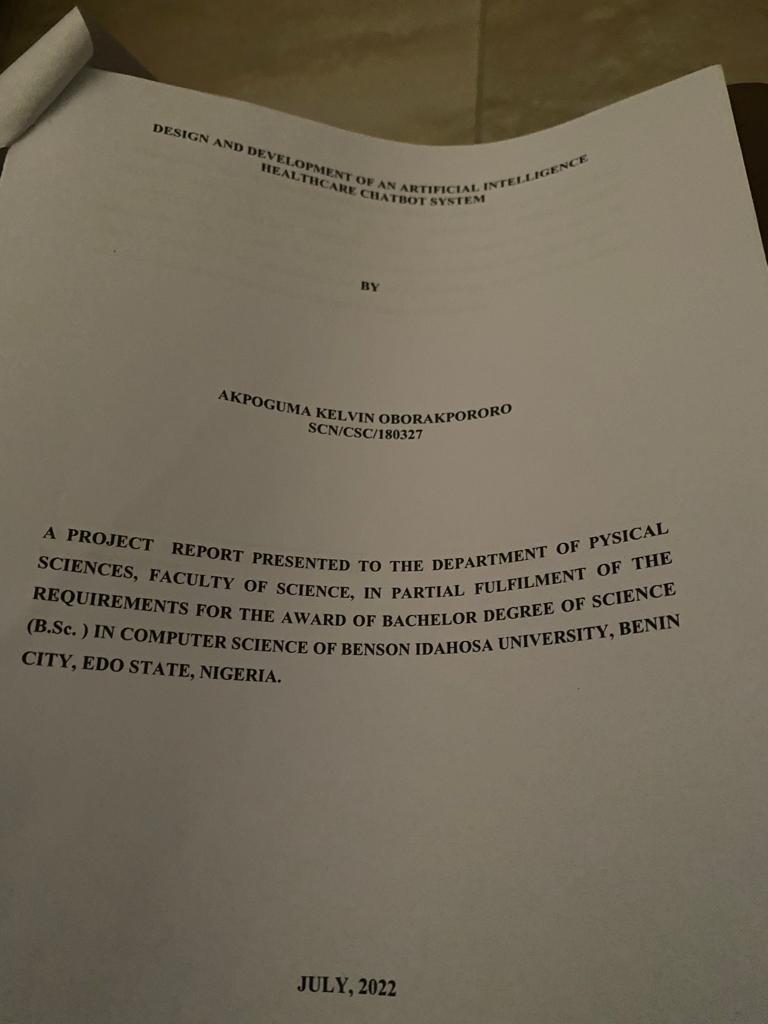 DESIGN AND DEVELOPMENT OF AN ARTIFICIAL INTELLIGENCE
HEALTHCARE CHATBOT SYSTEM
BY
AKPOGUMA KELVIN OBORAKPORORO
SCN/CSC/180327
A PROJECT REPORT PRESENTED TO THE DEPARTMENT OF PYSICAL
SCIENCES, FACULTY OF SCIENCE, IN PARTIAL FULFILMENT OF THE
REQUIREMENTS FOR THE AWARD OF BACHELOR DEGREE OF SCIENCE
(B.Sc. ) IN COMPUTER SCIENCE OF BENSON IDAHOSA UNIVERSITY, BENIN
CITY, EDO STATE, NIGERIA.
JULY, 2022